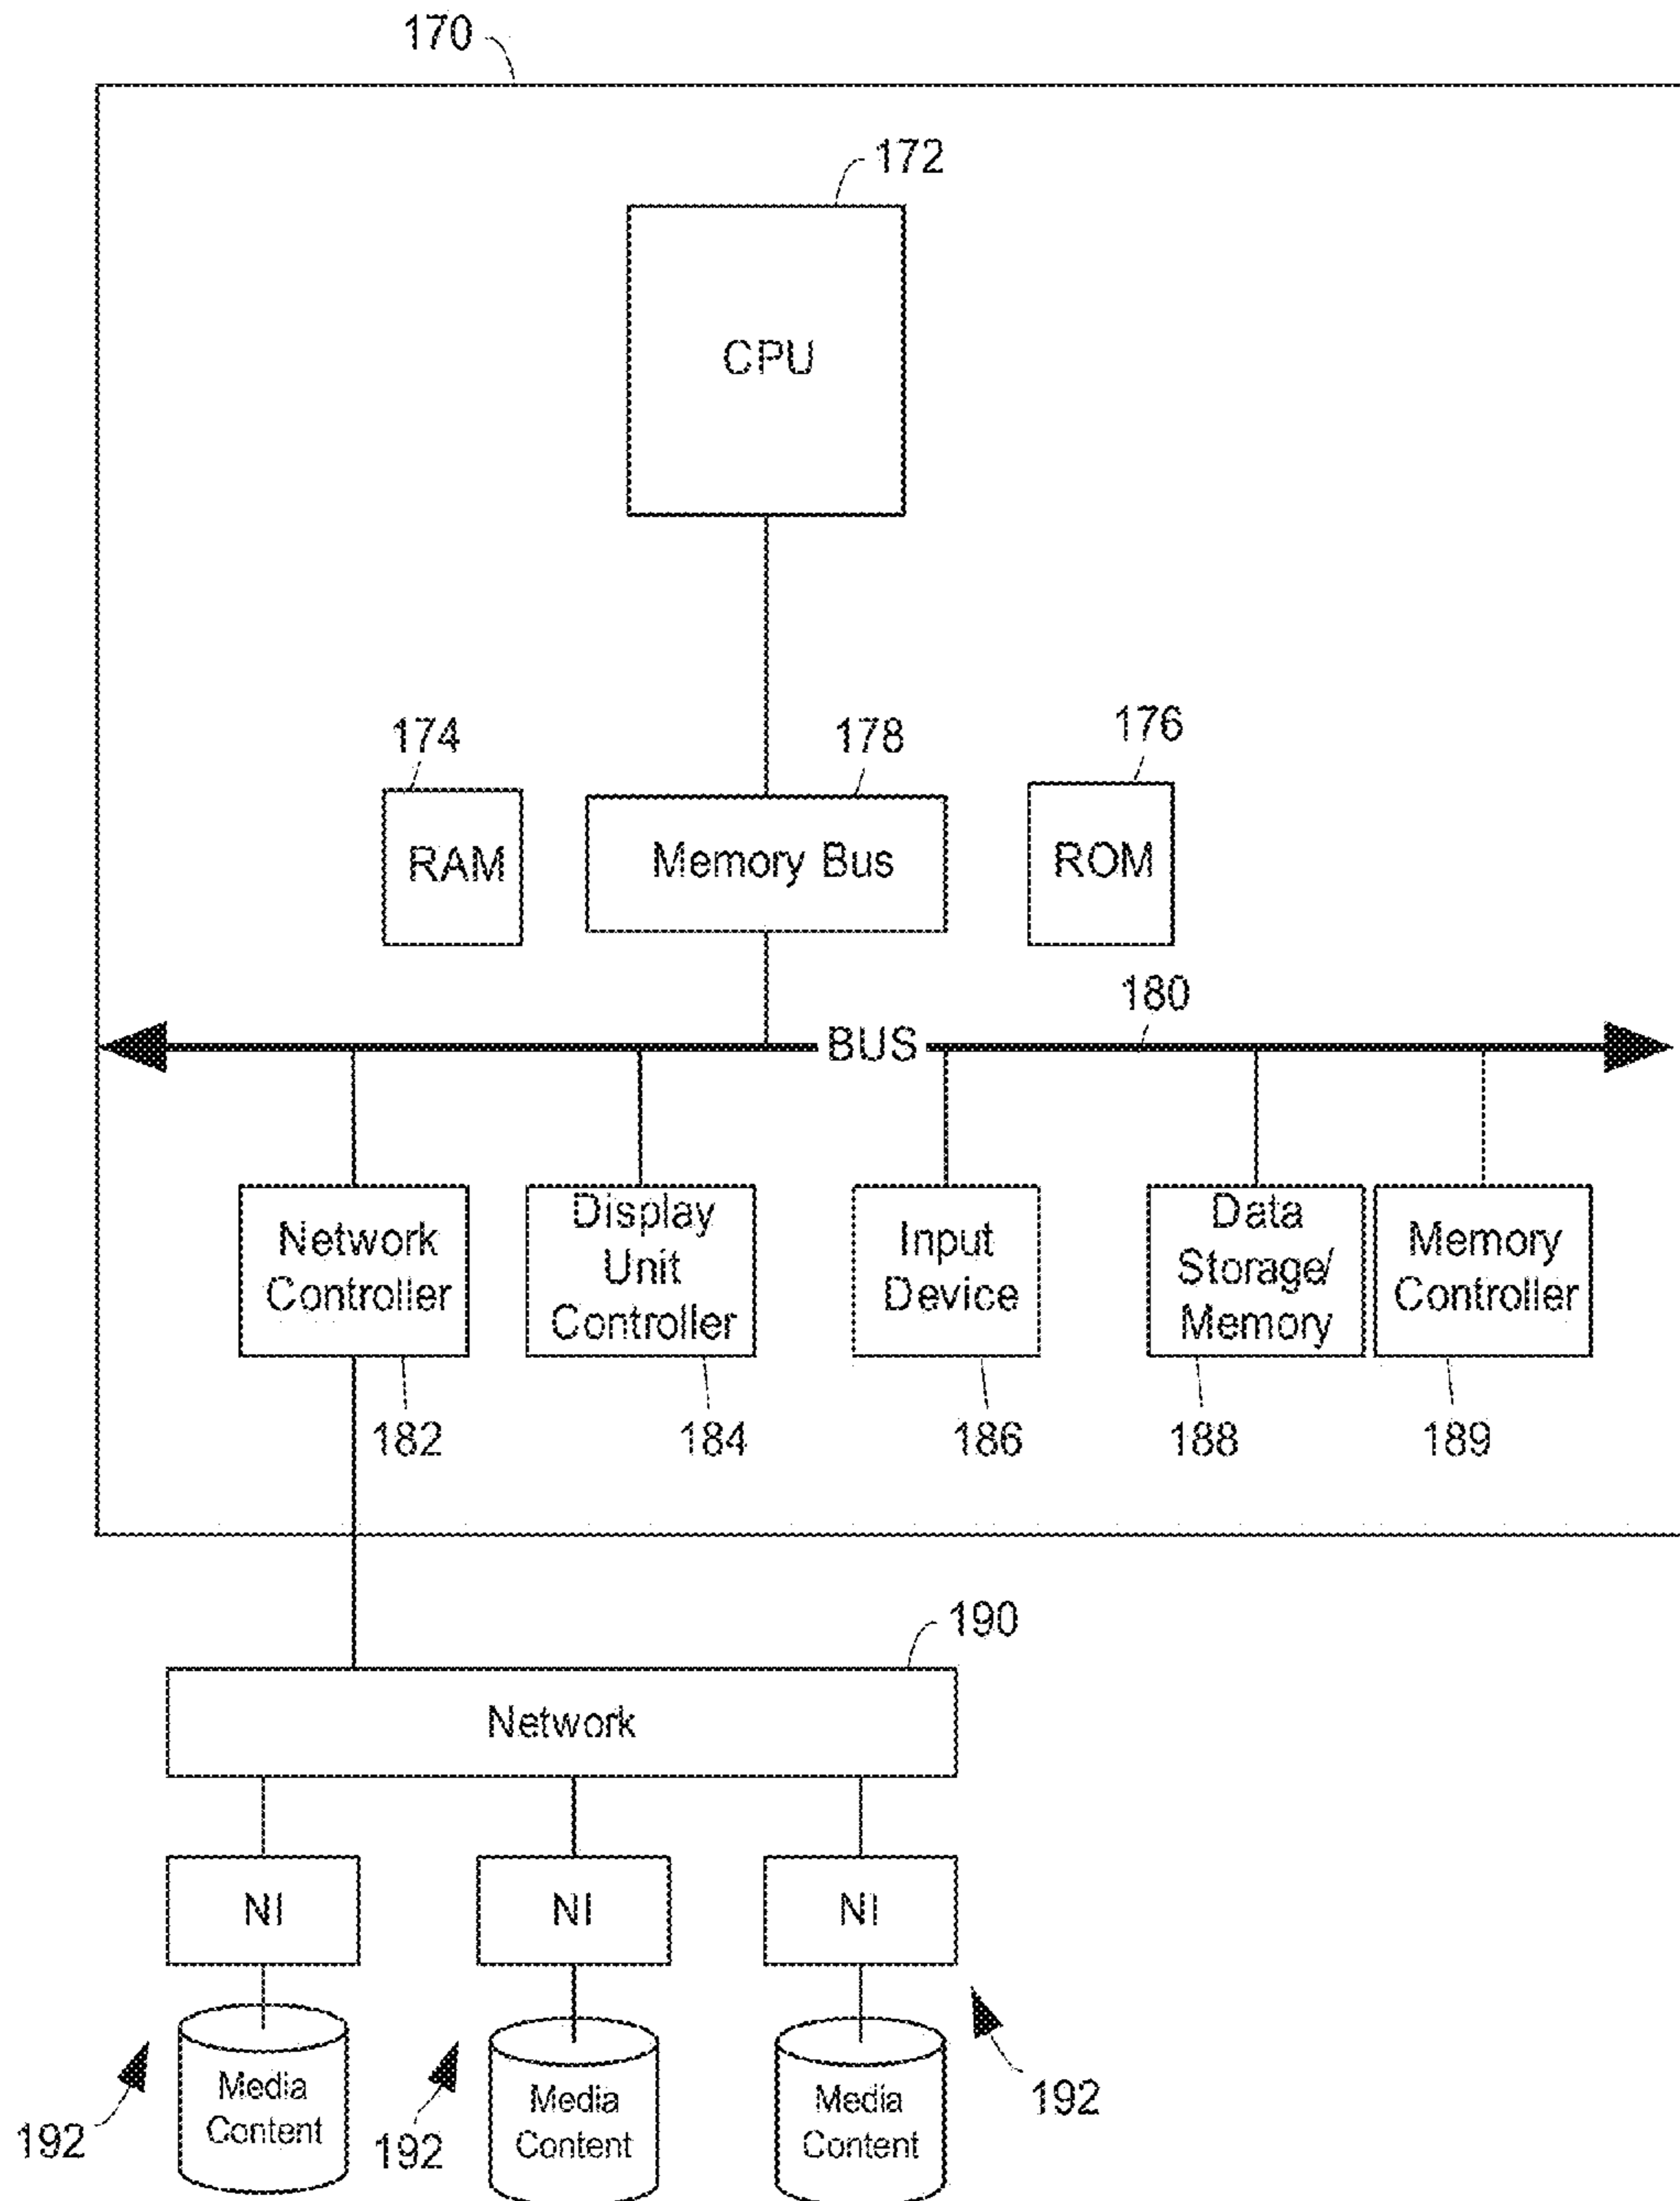 170
172
CPU
174
178
176
RAM
Memory Bus
ROM
180
BUS
Network
Controller
Display
Unit
Controller
Input
Device
Data
Storage/
Memory
Memory
Controller
182
184
186
188
189
190
Network
NI
NI
NI
Media
Content
Media
Content
Media
Content
192
192
192